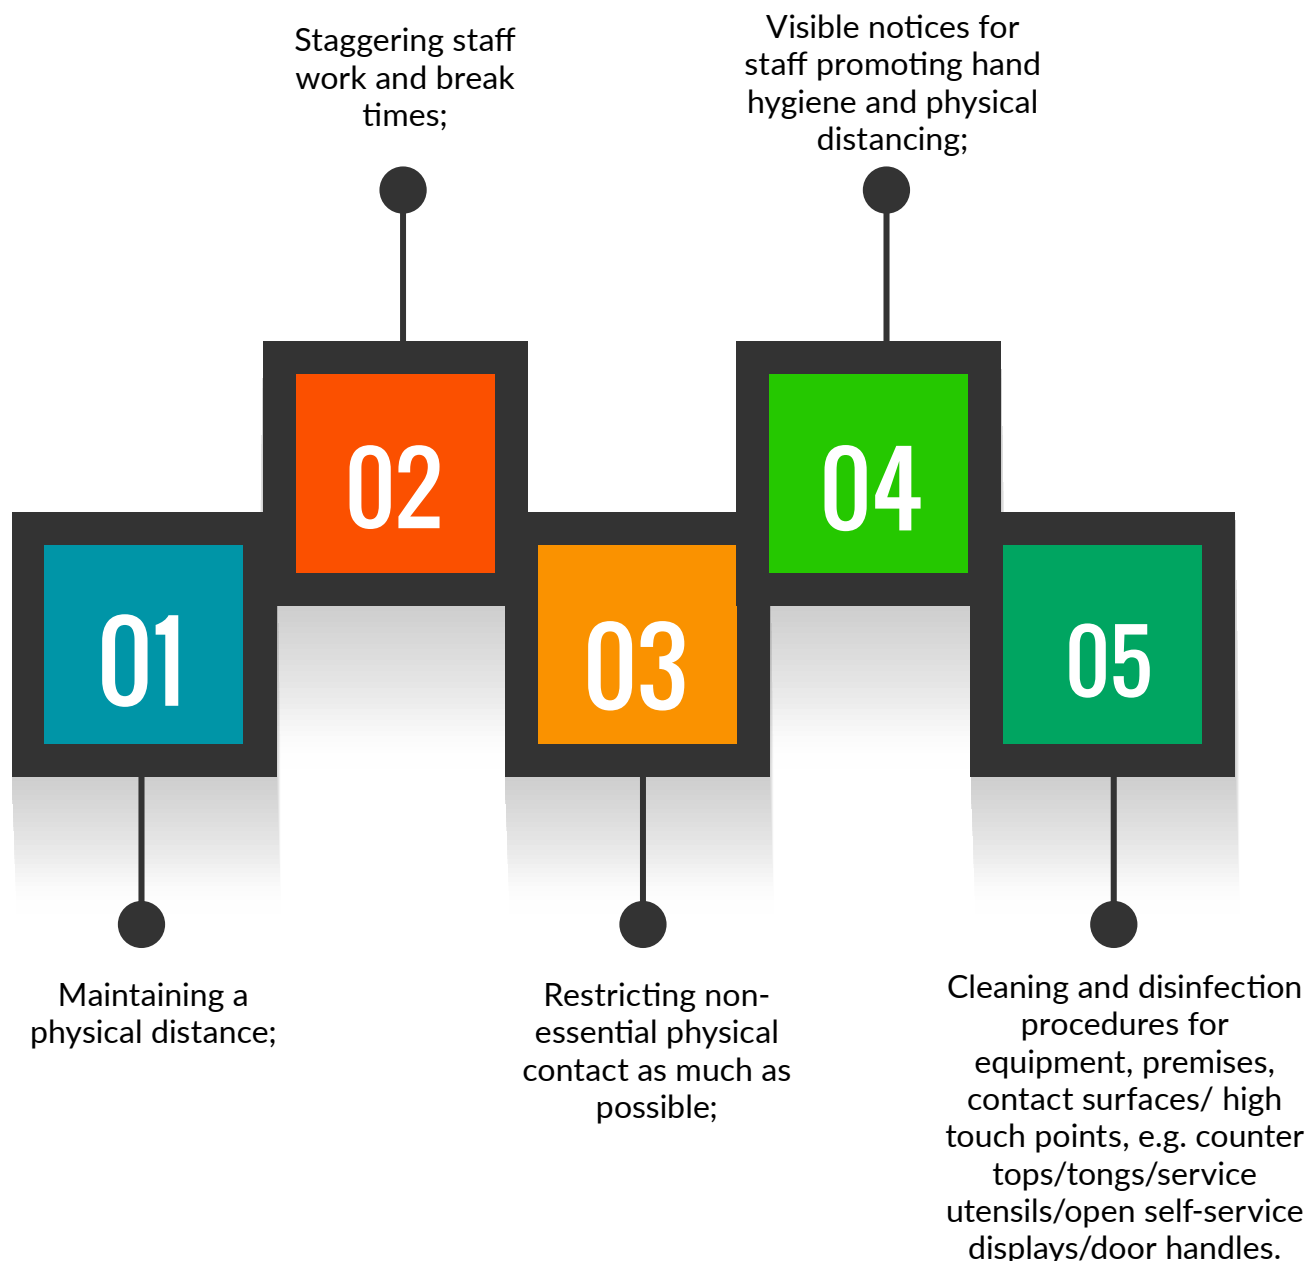 01
Maintaining a
physical distance;
02
Staggering staff
work and break
times;
03
Restricting non-
essential physical
contact as much as
possible;
04
Visible notices for
staff promoting hand
hygiene and physical
distancing;
05
Cleaning and disinfection
procedures for
equipment, premises,
contact surfaces/ high
touch points, e.g. counter
tops/tongs/service
utensils/open self-service
displays/door handles.